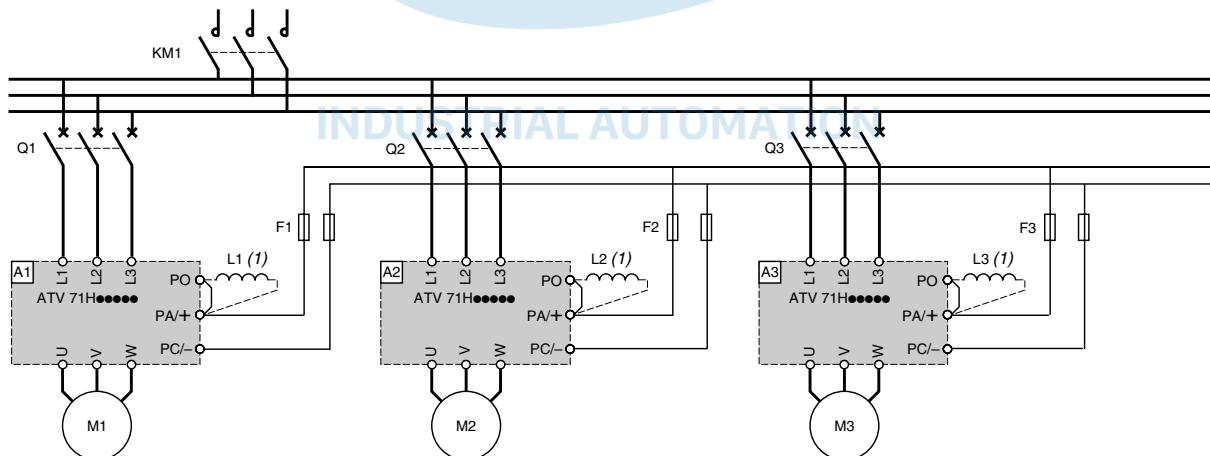 KM1
INDUSTRIAL AUTOMATION
Q1
Q2
Q3
F1
F2
F3
A1
L1
L2
L3
PO
L1 (1)
ATV 71H●●●●●
PA/+
PC/–
U
V
W
M1
A2
L1
L2
L3
PO
L2 (1)
ATV 71H●●●●●
PA/+
PC/–
U
V
W
M2
A3
L1
L2
L3
PO
L3 (1)
ATV 71H●●●●●
PA/+
PC/–
U
V
W
M3